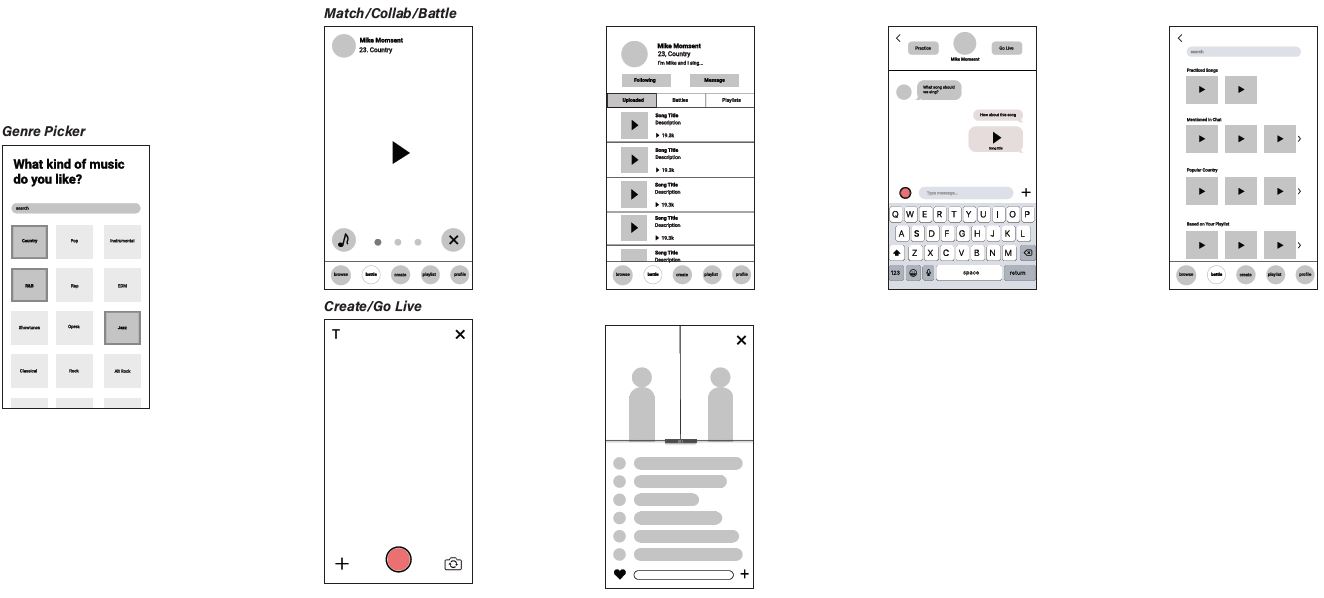 Genre Picker
What kind of music
do you like?
search
Country
Pop
Instrumental
R&B
Rap
EDM
Showtunes
Opera
Jazz
Classical
Rock
Alt Rock
Match/Collab/Battle
Mike Momsent
23. Country
browse
battle
create
playlist
profile
Mike Momsent
23, Country
I'm Mike and I sing...
Following
Message
Uploaded
Battles
Playlists
Song Title
Description
19.3k
Song Title
Description
19.3k
Song Title
Description
19.3k
Song Title
Description
19.3k
Song Title
Description
browse
battle
create
playlist
profile
Practice
Go Live
Mike Momsent
What song should
we sing?
How about this song
Song title
Type message...
Q W E R T Y U I O P
A S D F G H J K L
Z X C V B N M
123
space
return
search
Practiced Songs
Mentioned in Chat
Popular Country
Based on Your Playlist
browse
battle
create
playlist
profile
Create/Go Live
T